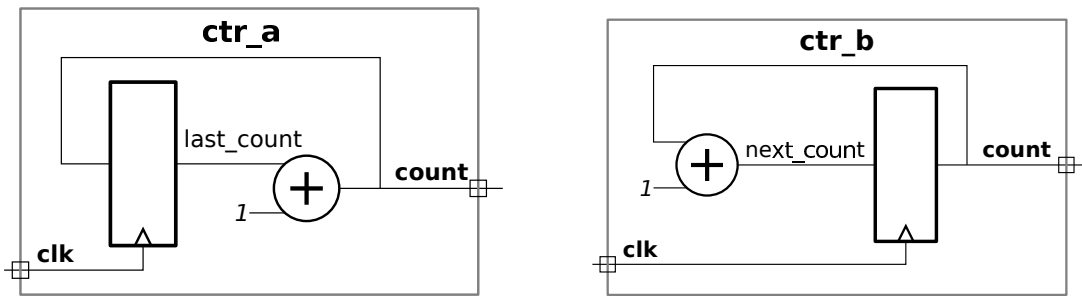 ctr_a
last_count
count
1
clk
ctr_b
next_count
count
1
clk